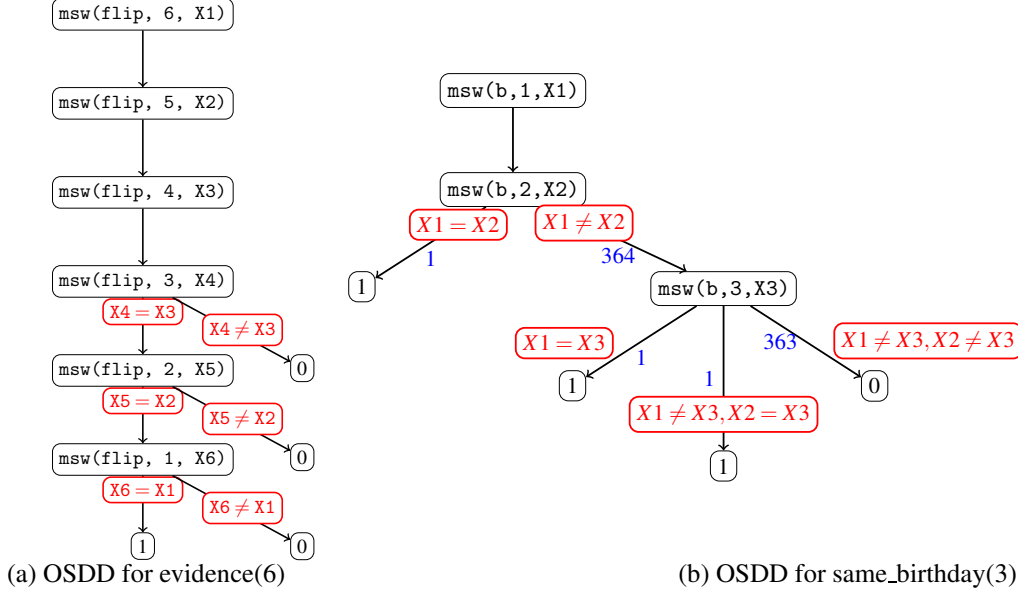 msw(flip, 6, X1)
msw(flip, 5, X2)
msw(flip, 4, X3)
msw(flip, 3, X4)
X4 = X3
X4 ≠ X3
0
msw(flip, 2, X5)
X5 = X2
X5 ≠ X2
0
msw(flip, 1, X6)
X6 = X1
X6 ≠ X1
1
0
(a) OSDD for evidence(6)
msw(b,1,X1)
msw(b,2,X2)
X1 = X2
X1 ≠ X2
1
364
1
msw(b,3,X3)
X1 = X3
1
363
X1 ≠ X3, X2 ≠ X3
1
1
0
X1 ≠ X3, X2 = X3
1
(b) OSDD for same_birthday(3)